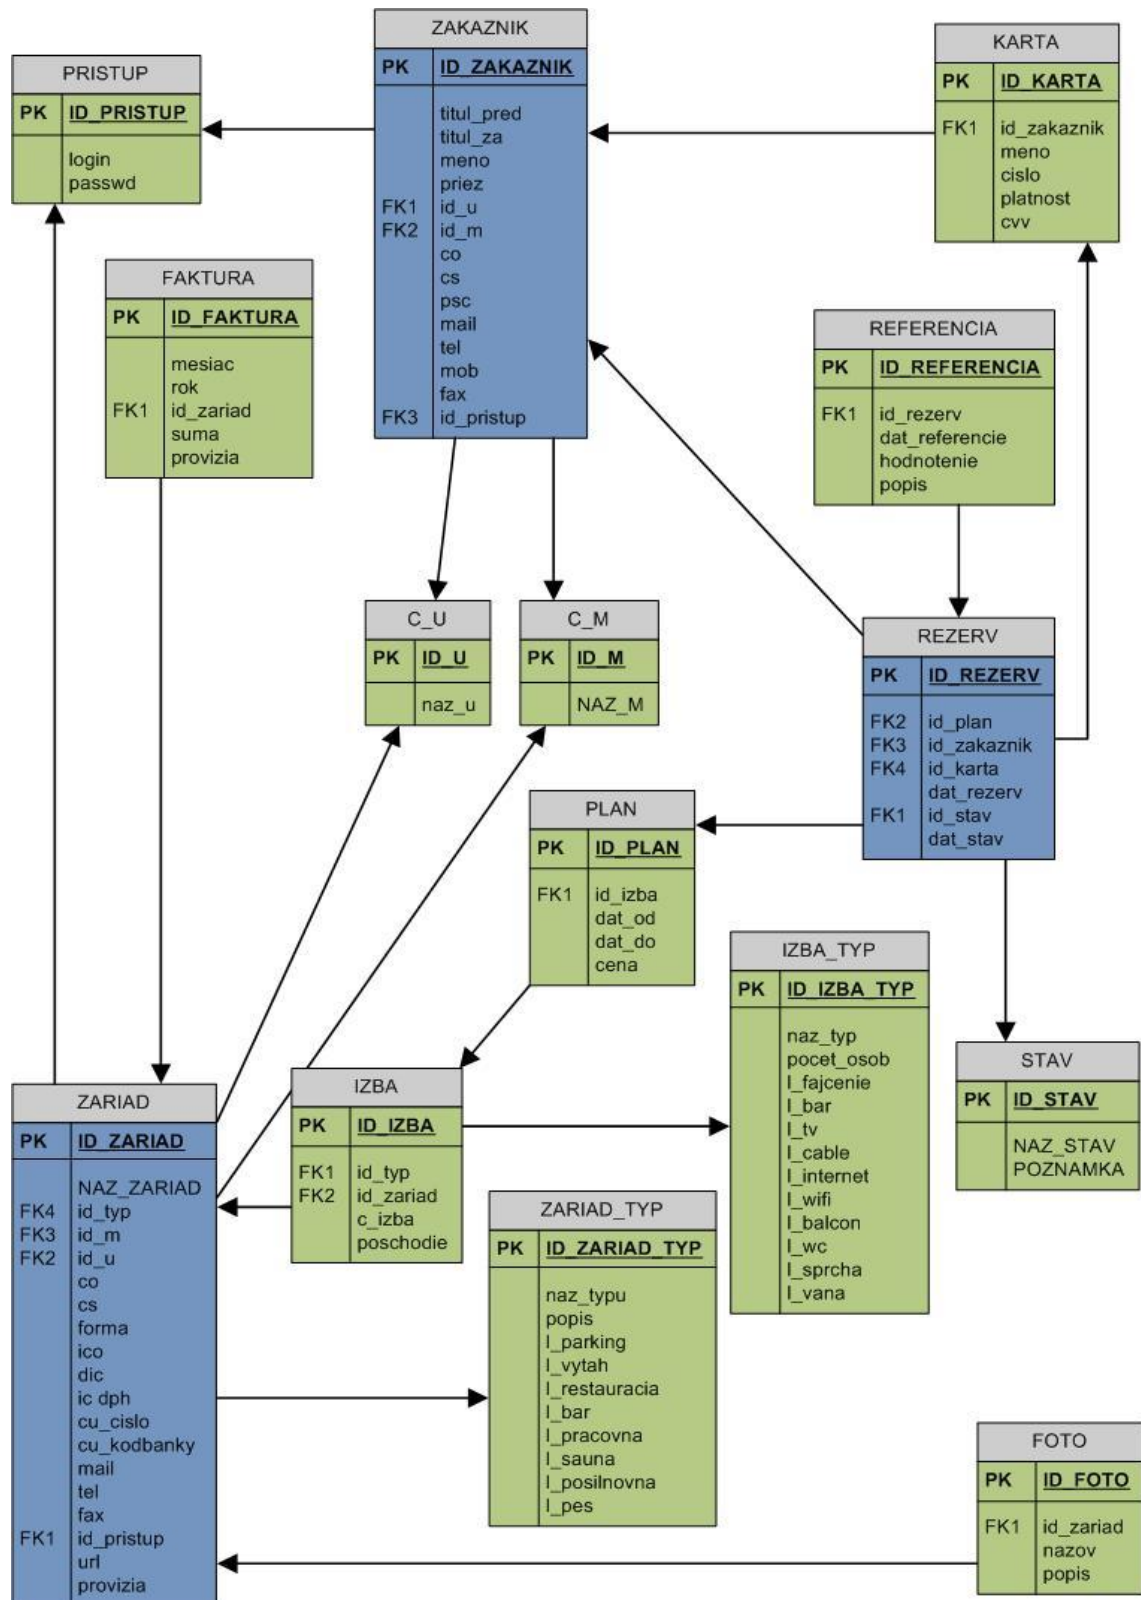 ZAKAZNIK
PK ID_ZAKAZNIK
titul_pred
titul_za
meno
priez
FK1 id_u
FK2 id_m
co
cs
psc
mail
tel
mob
fax
FK3 id_pristup
KARTA
PK ID_KARTA
FK1 id_zakaznik
meno
cislo
platnost
cvv
PRISTUP
PK ID_PRISTUP
login
passwd
FAKTURA
PK ID_FAKTURA
mesiac
rok
FK1 id_zariad
suma
provizia
REFERENCIA
PK ID_REFERENCIA
FK1 id_rezerv
dat_referencie
hodnotenie
popis
C_U
PK ID_U
naz_u
C_M
PK ID_M
NAZ_M
REZERV
PK ID_REZERV
FK2 id_plan
FK3 id_zakaznik
FK4 id_karta
dat_rezerv
FK1 id_stav
dat_stav
PLAN
PK ID_PLAN
FK1 id_izba
dat_od
dat_do
cena
IZBA_TYP
PK ID_IZBA_TYP
naz_typ
pocet_osob
l_fajcenie
l_bar
l_tv
l_cable
l_internet
l_wifi
l_balcon
l_wc
l_sprcha
l_vana
STAV
PK ID_STAV
NAZ_STAV
POZNAMKA
ZARIAD
PK ID_ZARIAD
NAZ_ZARIAD
FK4 id_typ
FK3 id_m
FK2 id_u
co
cs
forma
ico
dic
ic dph
cu_cislo
cu_kodbanky
mail
tel
fax
FK1 id_pristup
url
provizia
IZBA
PK ID_IZBA
FK1 id_typ
FK2 id_zariad
c_izba
poschodie
ZARIAD_TYP
PK ID_ZARIAD_TYP
naz_typu
popis
l_parking
l_vytah
l_restauracia
l_bar
l_pracovna
l_sauna
l_posilnovna
l_pes
FOTO
PK ID_FOTO
FK1 id_zariad
nazov
popis